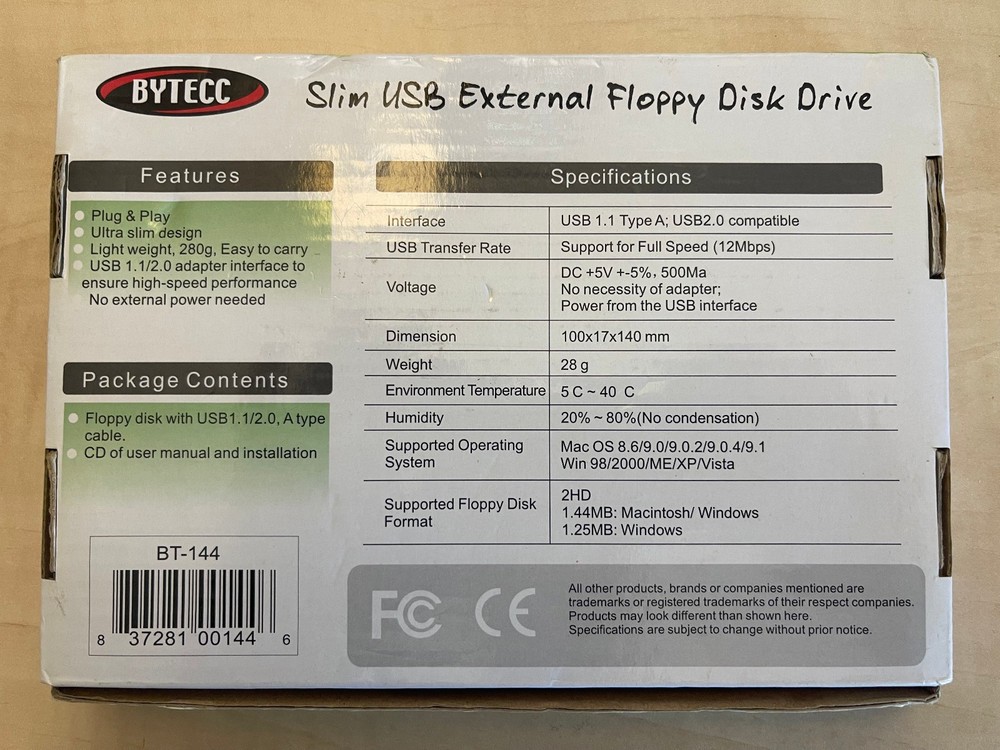 BYTECC
Slim USB External Floppy Disk Drive
Features
Plug & Play
Ultra slim design
Light weight, 280g, Easy to carry
USB 1.1/2.0 adapter interface to
ensure high-speed performance
No external power needed
Package Contents
Floppy disk with USB1.1/2.0, A type
cable.
CD of user manual and installation
BT-144
8 37281 00144 6
Specifications
Interface USB 1.1 Type A; USB2.0 compatible
USB Transfer Rate Support for Full Speed (12Mbps)
Voltage DC +5V +-5%, 500Ma
No necessity of adapter;
Power from the USB interface
Dimension 100x17x140 mm
Weight 28 g
Environment Temperature 5 C ~ 40 C
Humidity 20% ~ 80%(No condensation)
Supported Operating System Mac OS 8.6/9.0/9.0.2/9.0.4/9.1
Win 98/2000/ME/XP/Vista
Supported Floppy Disk Format 2HD
1.44MB: Macintosh/ Windows
1.25MB: Windows
FC CE
All other products, brands or companies mentioned are
trademarks or registered trademarks of their respect companies.
Products may look different than shown here.
Specifications are subject to change without prior notice.